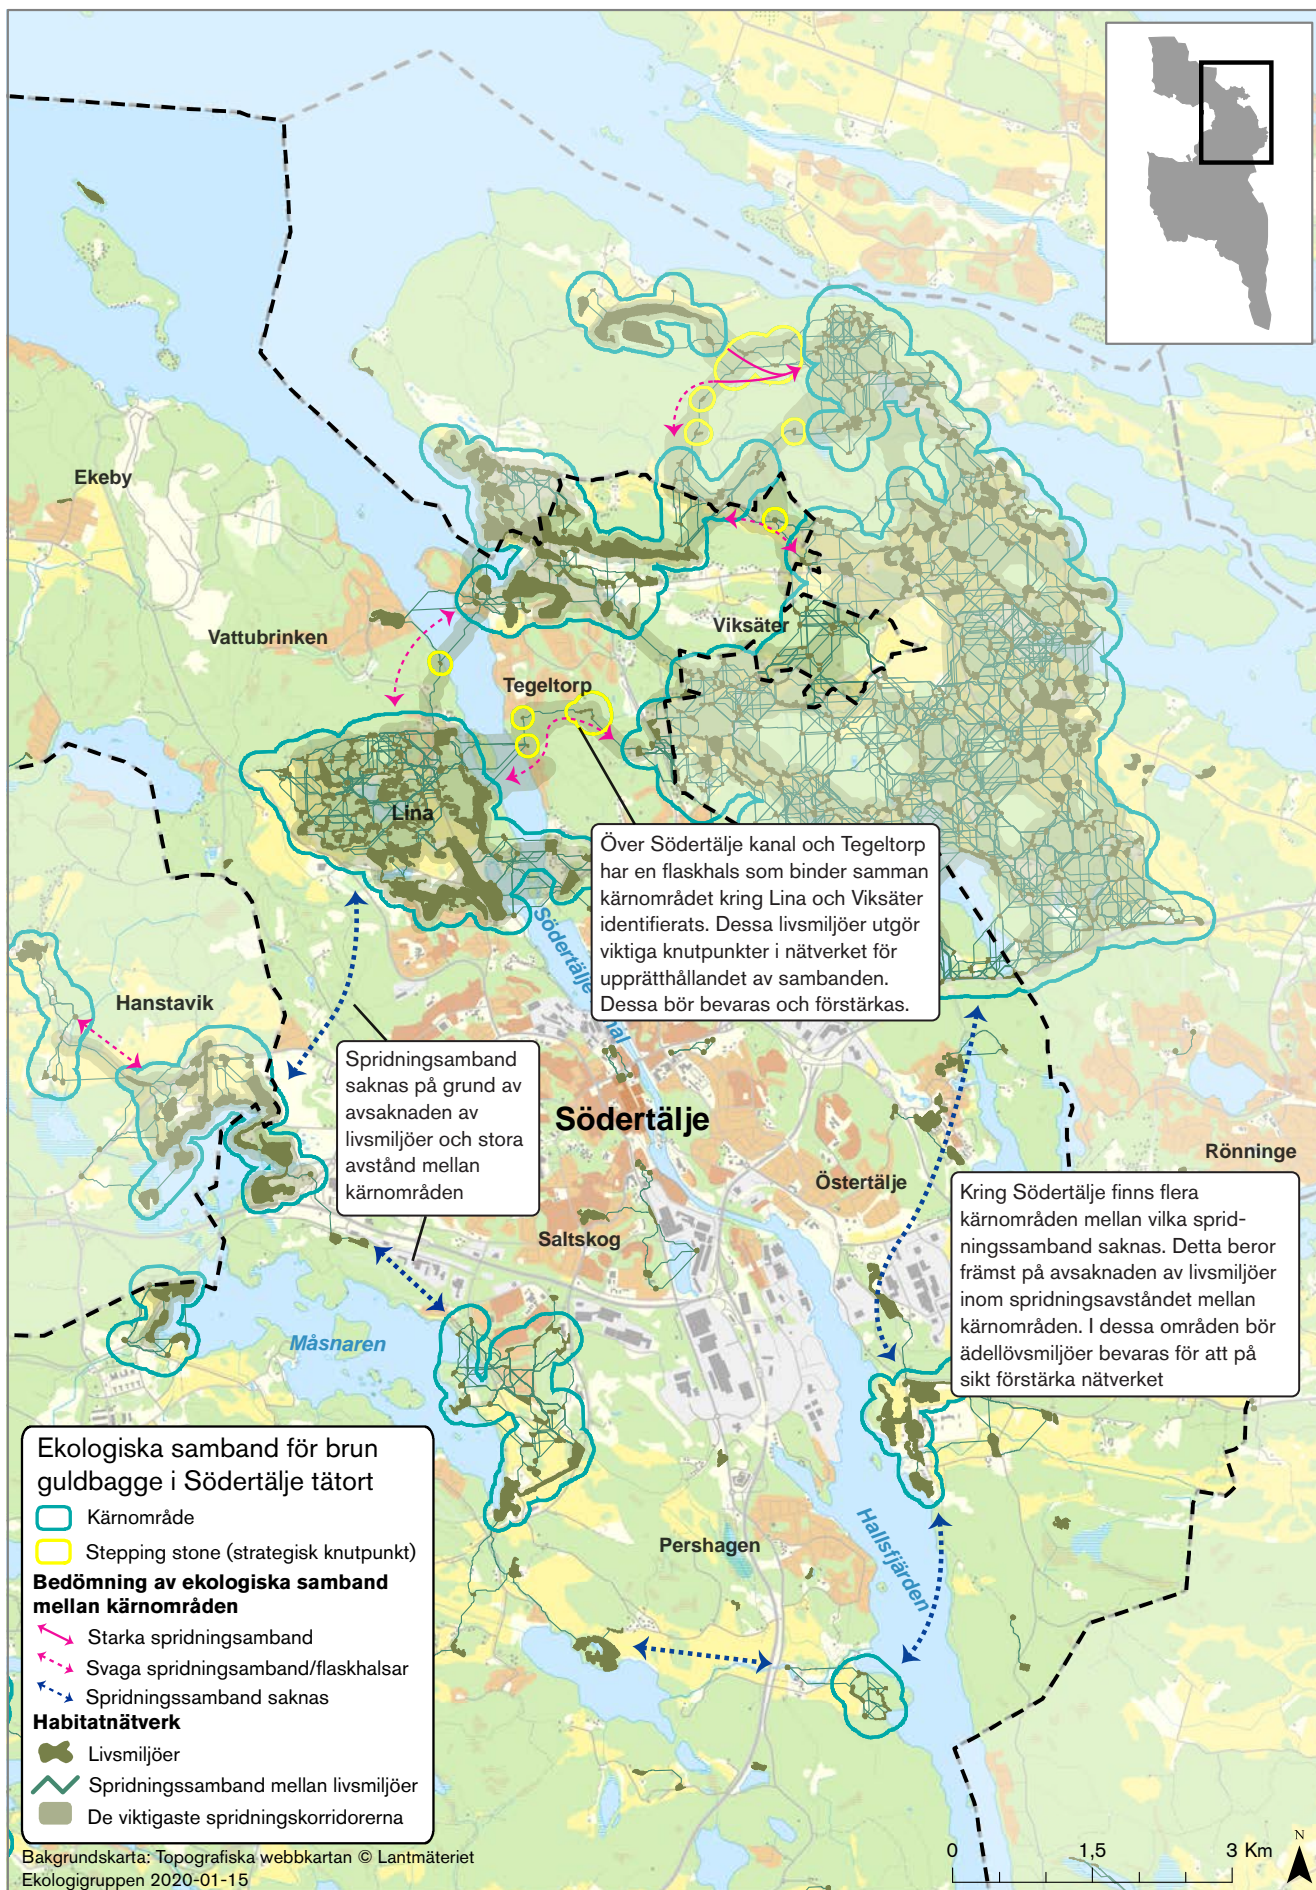 Ekeby
Vattubrinken
Viksäter
Tegeltorp
Lina
Över Södertälje kanal och Tegeltorp
har en flaskhals som binder samman
kärnområdet kring Lina och Viksäter
identifierats. Dessa livsmiljöer utgör
viktiga knutpunkter i nätverket för
upprätthållandet av sambanden.
Dessa bör bevaras och förstärkas.
Södertälje
nal
Hanstavik
Spridningsamband
saknas på grund av
avsaknaden av
livsmiljöer och stora
avstånd mellan
kärnområden
Södertälje
Rönninge
Östertälje
Kring Södertälje finns flera
kärnområden mellan vilka sprid-
ningssamband saknas. Detta beror
främst på avsaknaden av livsmiljöer
inom spridningsavståndet mellan
kärnområden. I dessa områden bör
ädellövsmiljöer bevaras för att på
sikt förstärka nätverket
Saltskog
Måsnaren
Pershagen
Hallsfjärden
Ekologiska samband för brun
guldbagge i Södertälje tätort
Kärnområde
Stepping stone (strategisk knutpunkt)
Bedömning av ekologiska samband
mellan kärnområden
Starka spridningsamband
Svaga spridningsamband/flaskhalsar
Spridningssamband saknas
Habitatnätverk
Livsmiljöer
Spridningssamband mellan livsmiljöer
De viktigaste spridningskorridorerna
Bakgrundskarta: Topografiska webbkartan © Lantmäteriet
Ekologigruppen 2020-01-15
0 1,5 3 Km
N